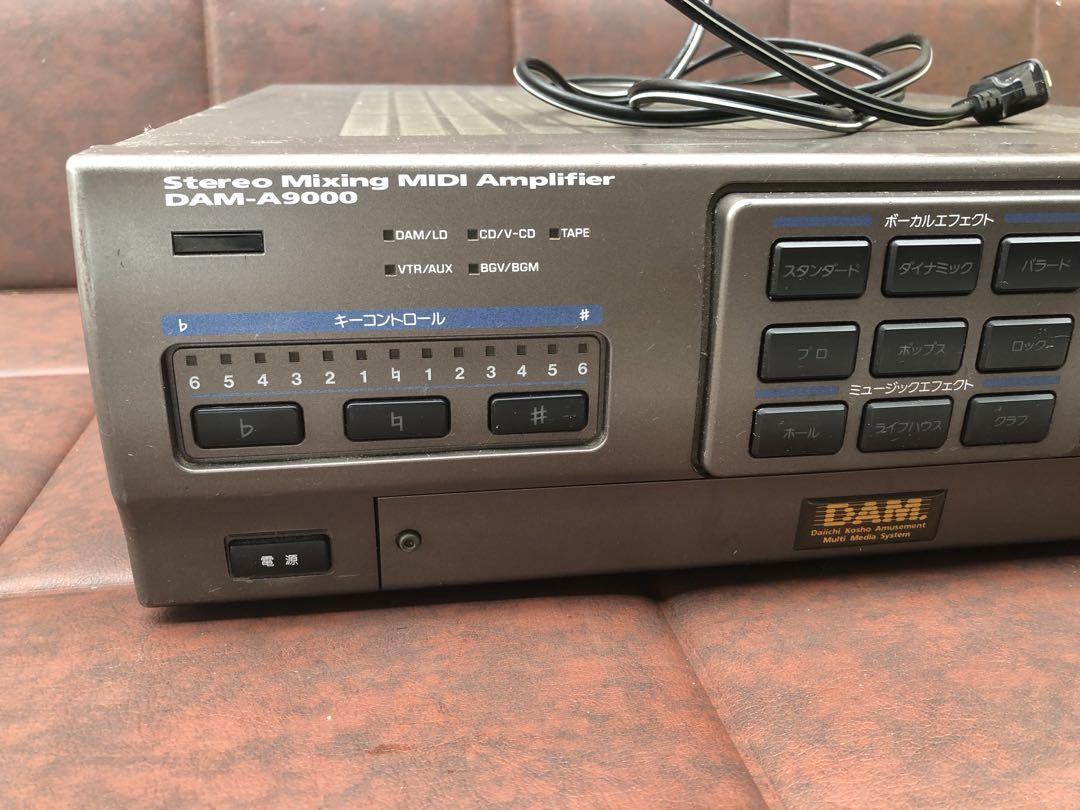 Stereo Mixing MIDI Amplifier
DAM-A9000
DAM/LD CD/V-CD TAPE
VTR/AUX BGV/BGM
♭ キーコントロール ♯
6 5 4 3 2 1 ♮ 1 2 3 4 5 6
♭ ♮ ♯
電源
ボーカルエフェクト
スタンダード ダイナミック バラード
プロ ポップス ロック
ミュージックエフェクト
ホール ライブハウス クラブ
DAM.
Daiichi Kosho Amusement
Multi Media System